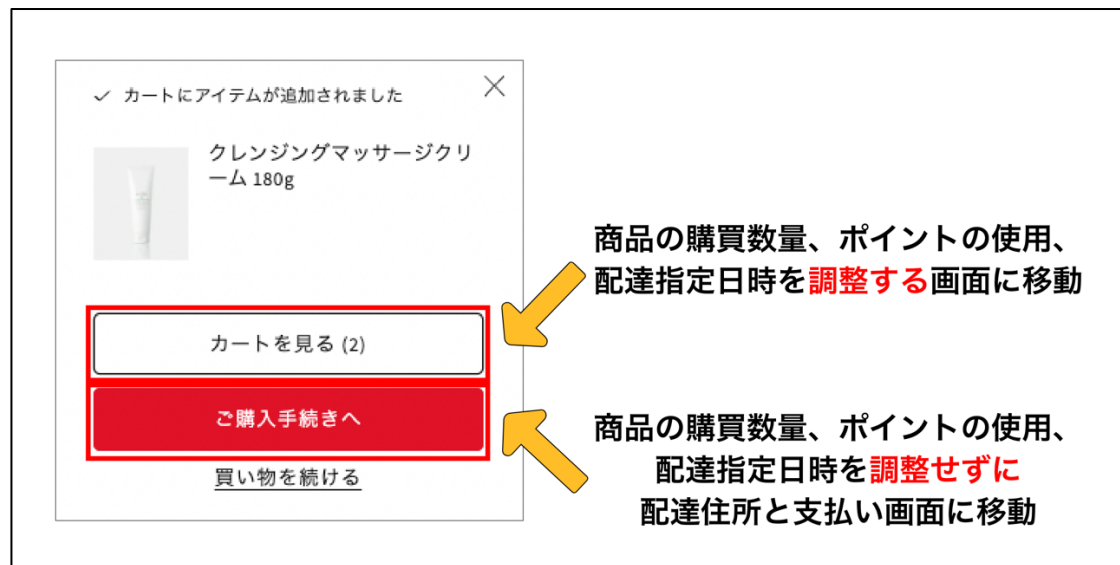 ✓ カートにアイテムが追加されました
クレンジングマッサージクリ
ーム 180g
カートを見る (2)
ご購入手続きへ
買い物を続ける
商品の購買数量、ポイントの使用、
配達指定日時を調整する画面に移動
商品の購買数量、ポイントの使用、
配達指定日時を調整せずに
配達住所と支払い画面に移動